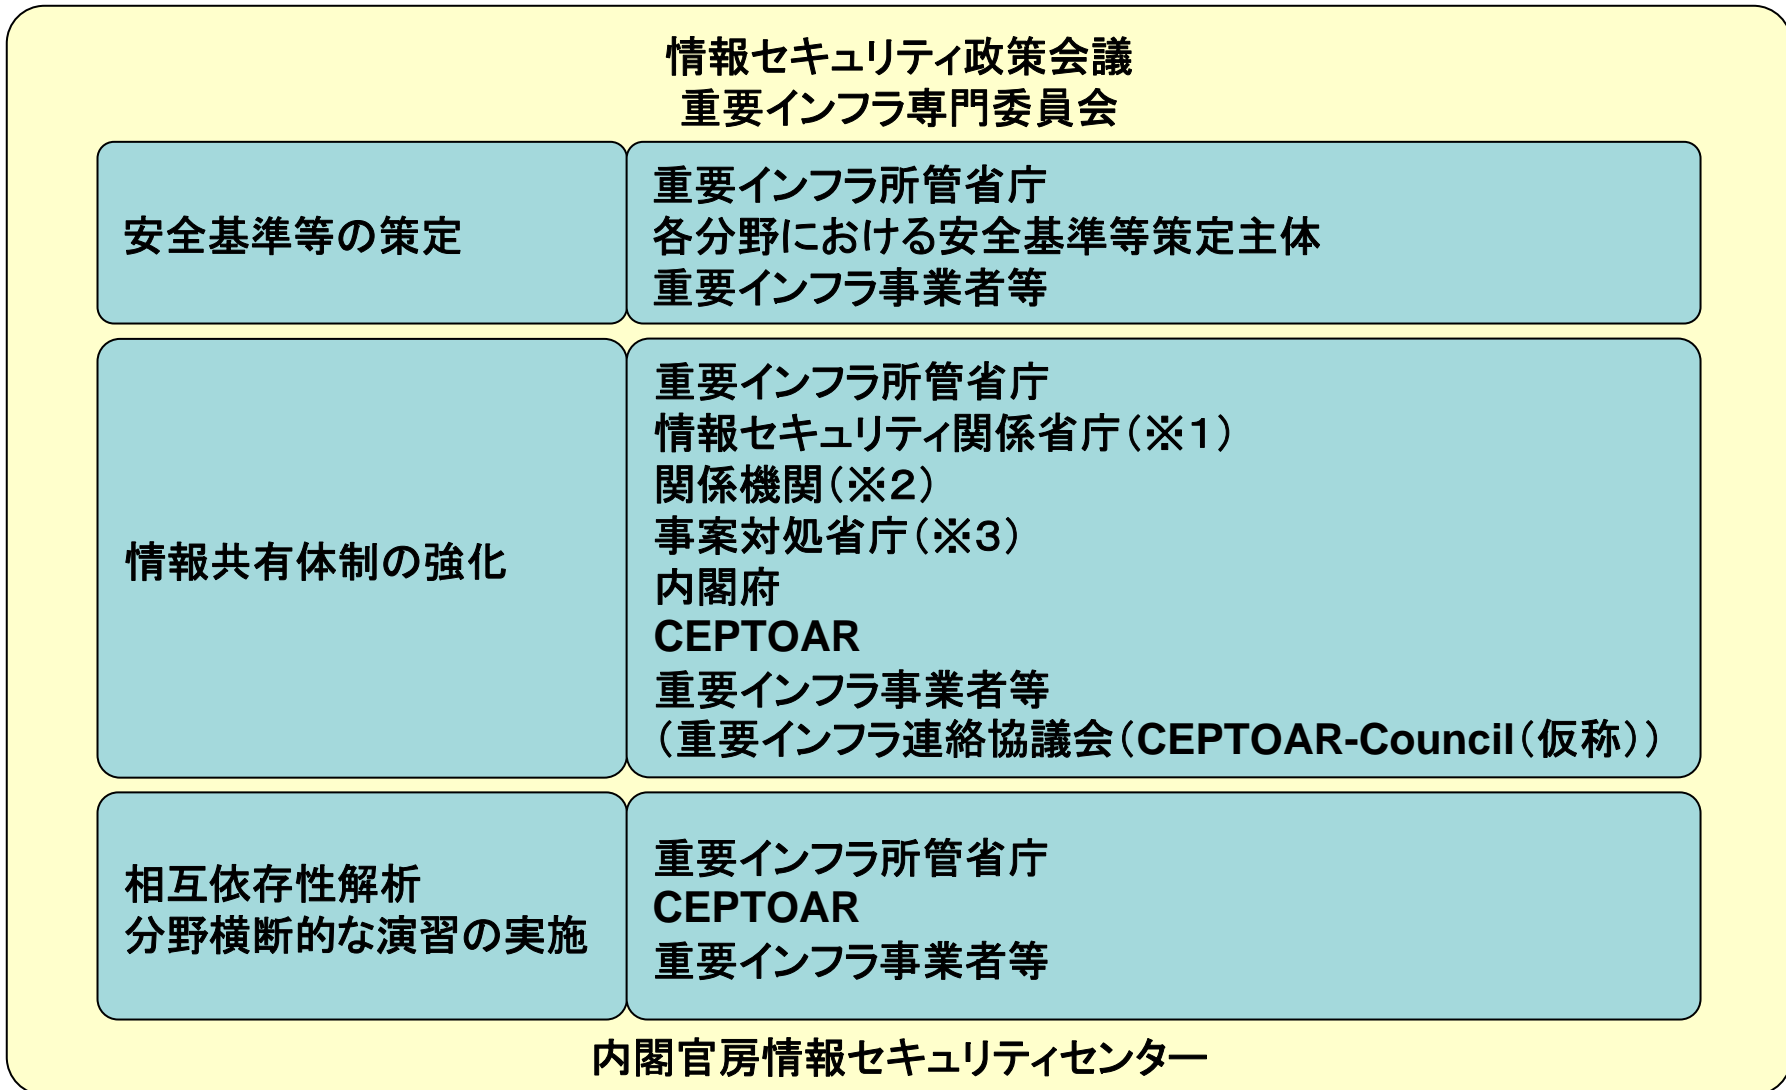 情報セキュリティ政策会議
重要インフラ専門委員会
安全基準等の策定
重要インフラ所管省庁
各分野における安全基準等策定主体
重要インフラ事業者等
情報共有体制の強化
重要インフラ所管省庁
情報セキュリティ関係省庁（※１）
関係機関（※２）
事案対処省庁（※３）
内閣府
CEPTOAR
重要インフラ事業者等
（重要インフラ連絡協議会（CEPTOAR-Council（仮称））
相互依存性解析
分野横断的な演習の実施
重要インフラ所管省庁
CEPTOAR
重要インフラ事業者等
内閣官房情報セキュリティセンター